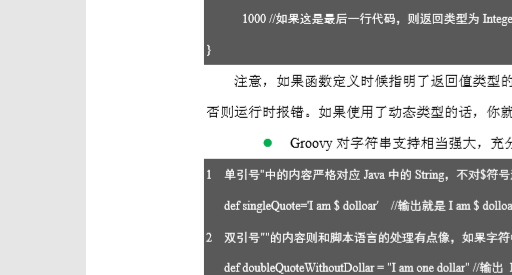 1000 //如果这是最后一行代码，则返回类型为 Intege
}
注意，如果函数定义时候指明了返回值类型的
否则运行时报错。如果使用了动态类型的话，你就
● Groovy 对字符串支持相当强大，充分
1 单引号''中的内容严格对应 Java 中的 String，不对$符号
def singleQuote='I am $ dolloar' //输出就是 I am $ dolloa
2 双引号""的内容则和脚本语言的处理有点像，如果字符
def doubleQuoteWithoutDollar = "I am one dollar" //输出 I